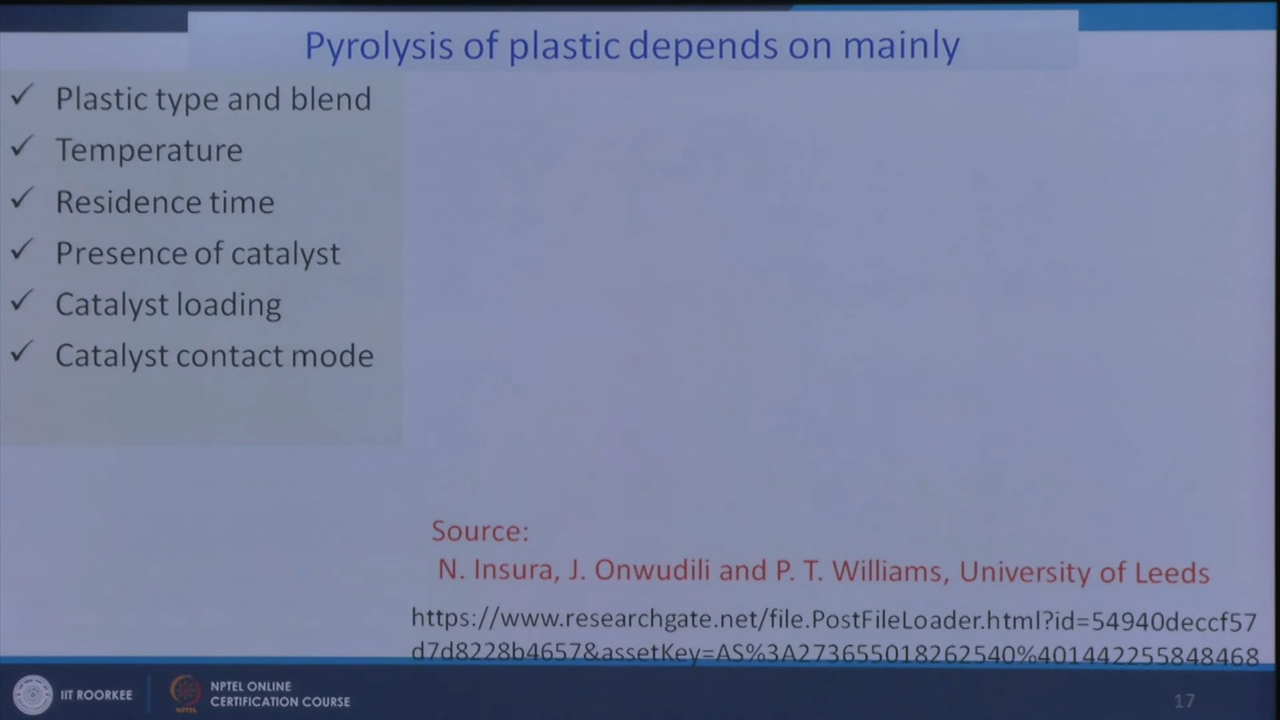 Pyrolysis of plastic depends on mainly
✓ Plastic type and blend
✓ Temperature
✓ Residence time
✓ Presence of catalyst
✓ Catalyst loading
✓ Catalyst contact mode
Source:
N. Insura, J. Onwudili and P. T. Williams, University of Leeds
https://www.researchgate.net/file.PostFileLoader.html?id=54940deccf57
d7d8228b4657&assetKey=AS%3A273655018262540%401442255848468
IIT ROORKEE
NPTEL ONLINE
CERTIFICATION COURSE
NPTEL
17